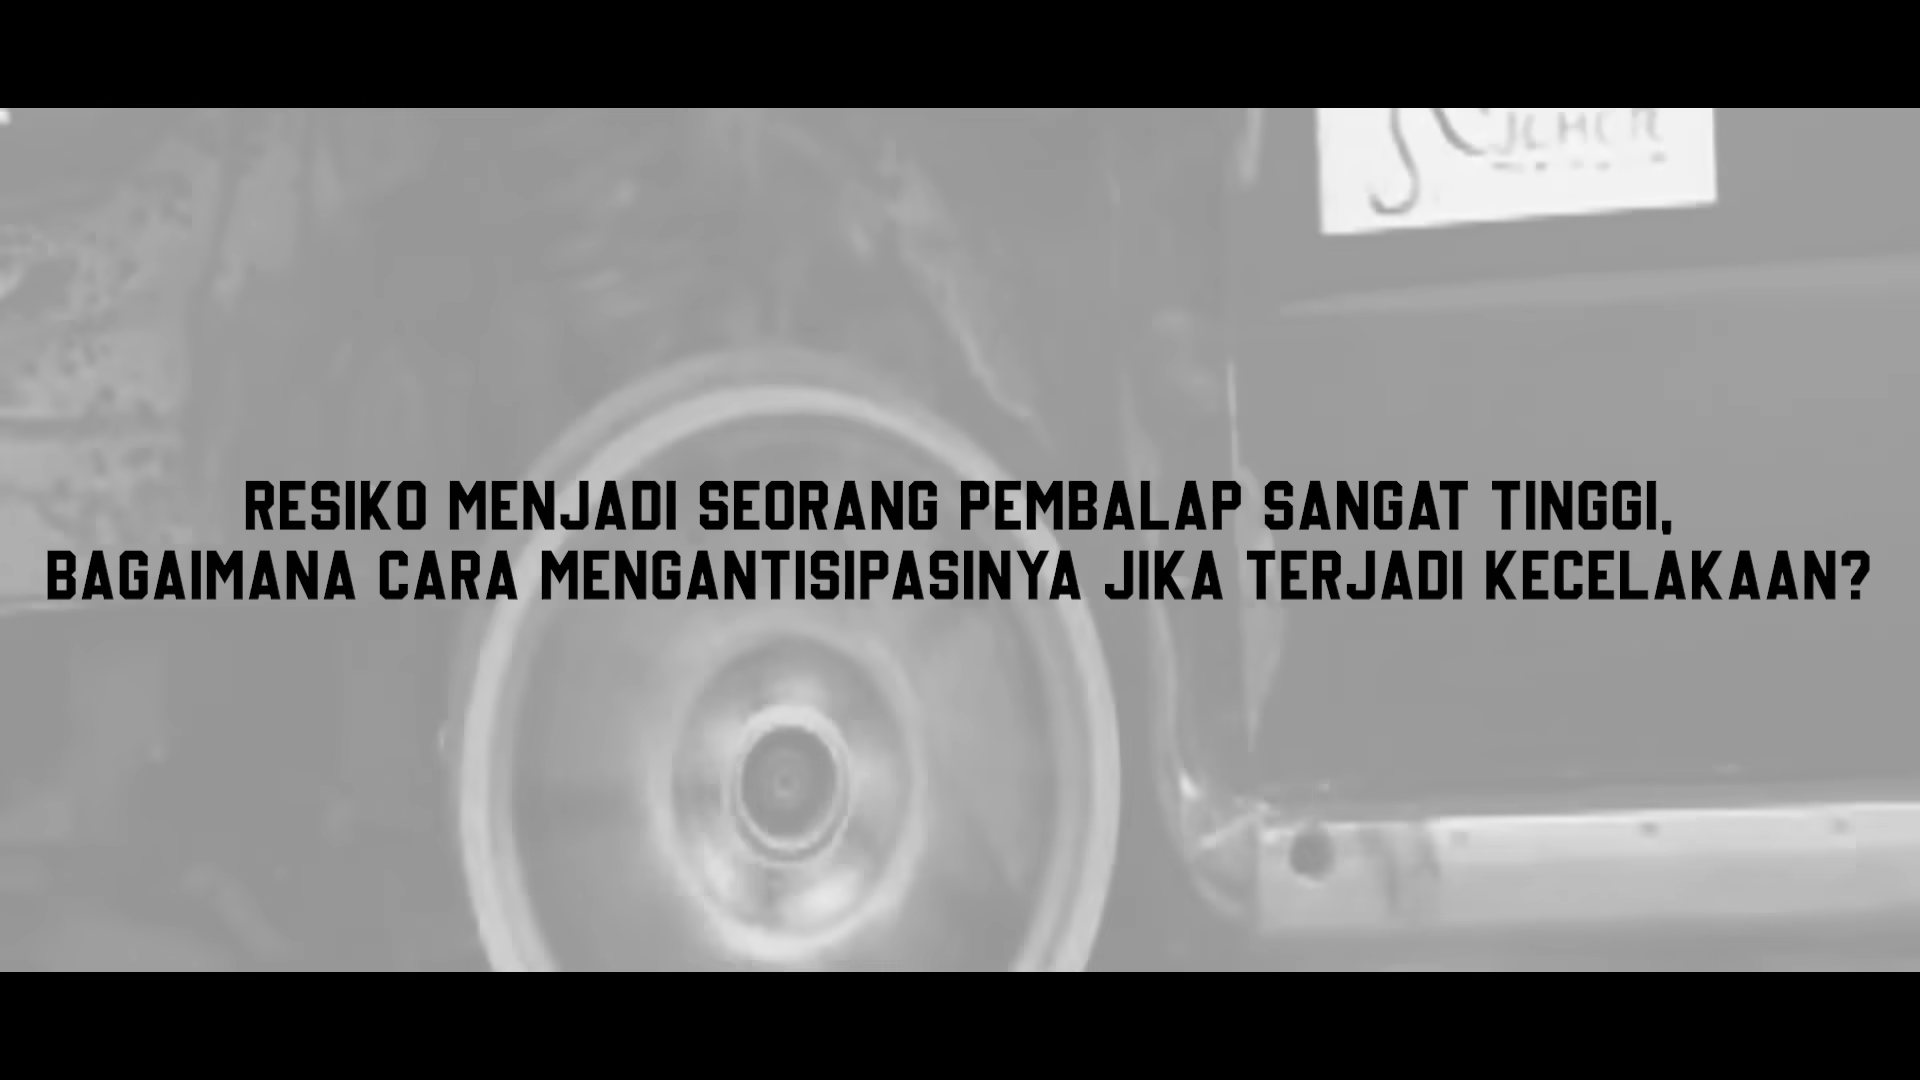 RESIKO MENJADI SEORANG PEMBALAP SANGAT TINGGI,
BAGAIMANA CARA MENGANTISIPASINYA JIKA TERJADI KECELAKAAN?